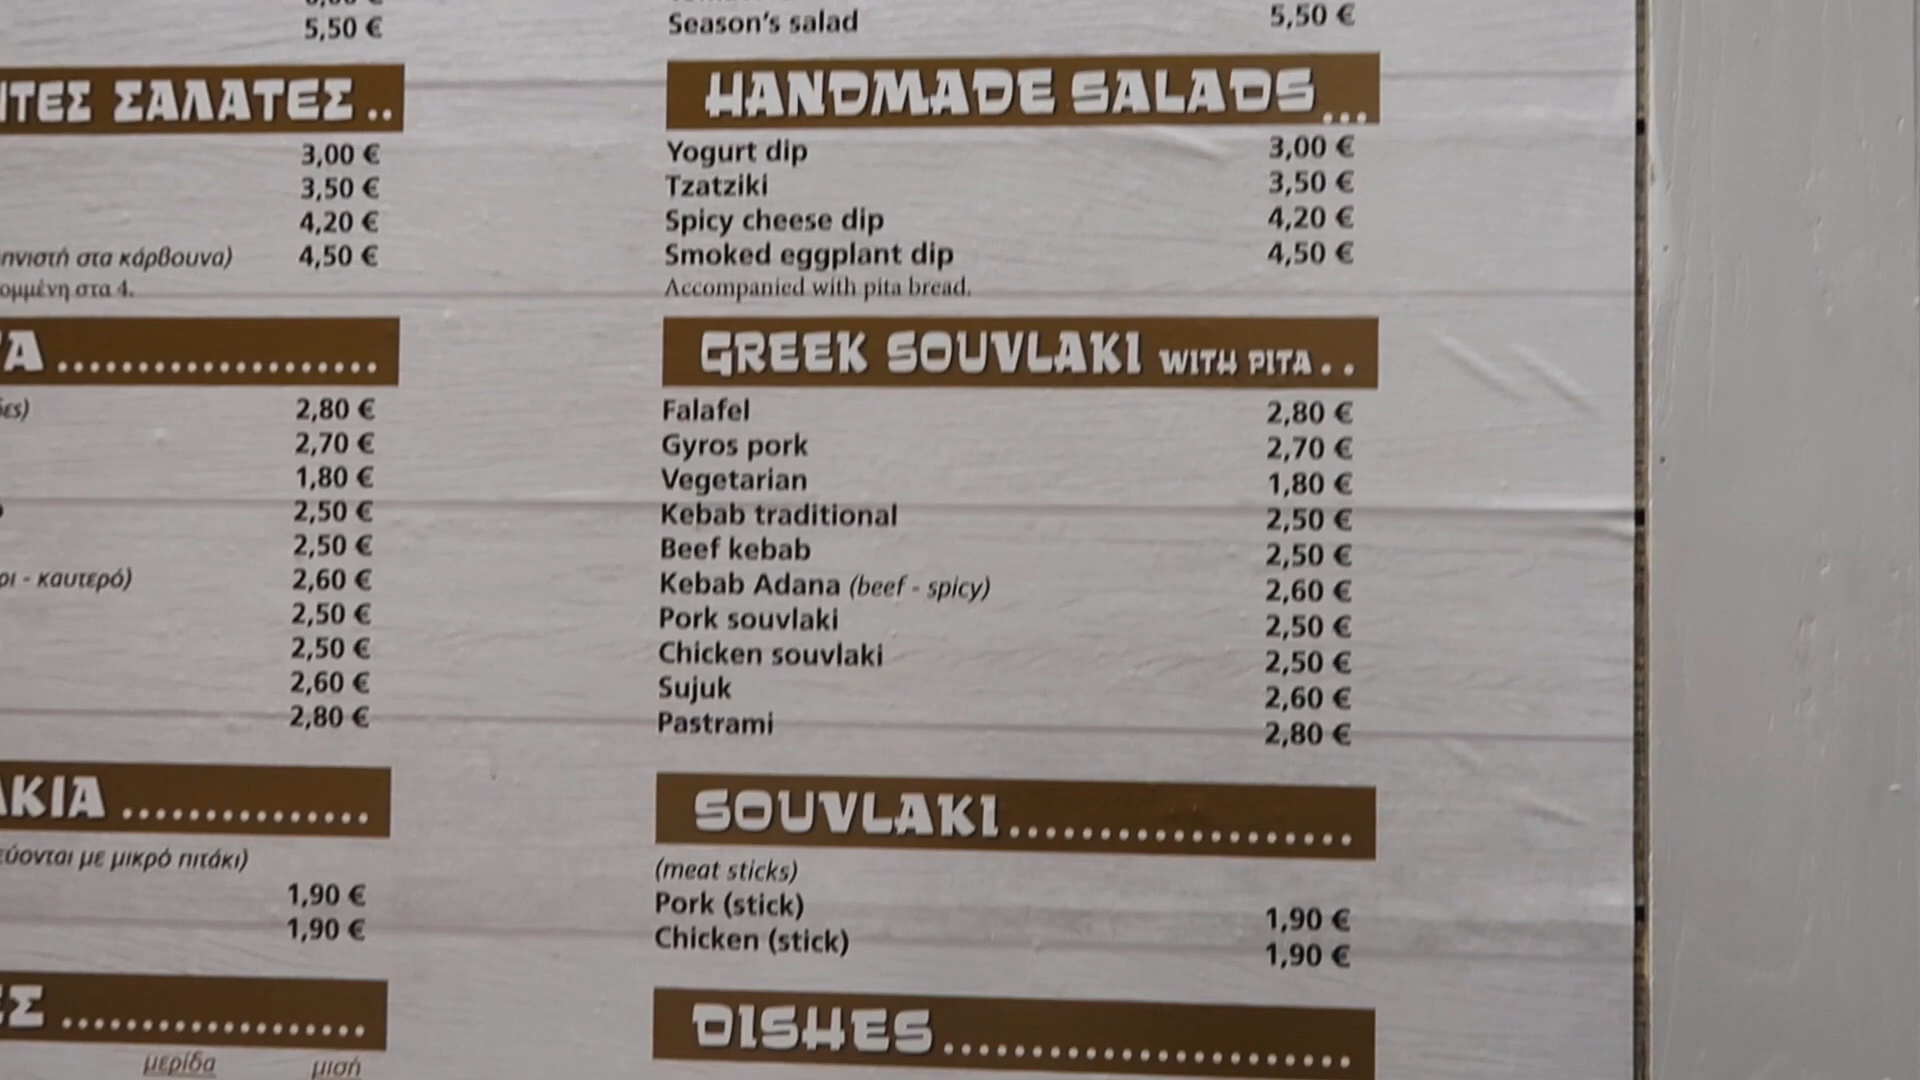 5,50 €
ΣΑΛΑΤΕΣ ..
3,00 €
3,50 €
4,20 €
στα κάρβουνα) 4,50 €
στα 4.
....................
2,80 €
2,70 €
1,80 €
2,50 €
2,50 €
- καυτερό) 2,60 €
2,50 €
2,50 €
2,60 €
2,80 €
...............
με μικρό πιτάκι)
1,90 €
1,90 €
...................
μερίδα μισή
Season's salad 5,50 €
HANDMADE SALADS ...
Yogurt dip 3,00 €
Tzatziki 3,50 €
Spicy cheese dip 4,20 €
Smoked eggplant dip 4,50 €
Accompanied with pita bread.
GREEK SOUVLAKI WITH PITA . .
Falafel 2,80 €
Gyros pork 2,70 €
Vegetarian 1,80 €
Kebab traditional 2,50 €
Beef kebab 2,50 €
Kebab Adana (beef - spicy) 2,60 €
Pork souvlaki 2,50 €
Chicken souvlaki 2,50 €
Sujuk 2,60 €
Pastrami 2,80 €
SOUVLAKI....................
(meat sticks)
Pork (stick) 1,90 €
Chicken (stick) 1,90 €
DISHES.......................